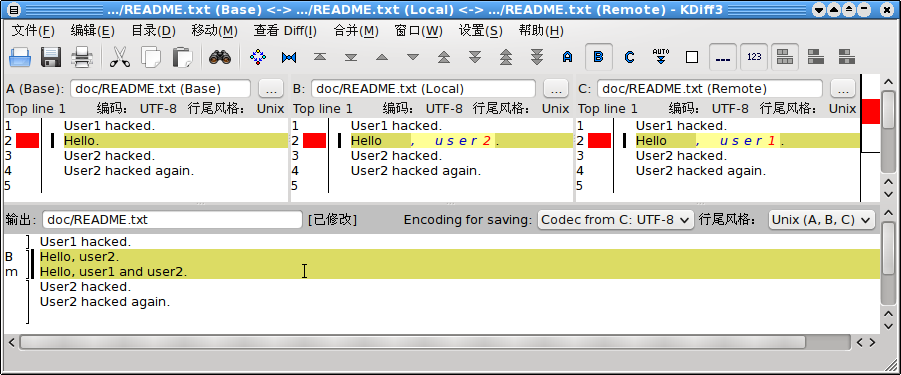 .../README.txt (Base) <-> .../README.txt (Local) <-> .../README.txt (Remote) - KDiff3
文件(F) 编辑(E) 目录(D) 移动(M) 查看 Diff(I) 合并(M) 窗口(W) 设置(S) 帮助(H)
A B C AUTO 123
A (Base): doc/README.txt (Base) ... B: doc/README.txt (Local) ... C: doc/README.txt (Remote) ...
Top line 1 编码: UTF-8 行尾风格: Unix Top line 1 编码: UTF-8 行尾风格: Unix Top line 1 编码: UTF-8 行尾风格: Unix
1 User1 hacked. 1 User1 hacked. 1 User1 hacked.
2 Hello. 2 Hello , user2. 2 Hello , user1.
3 User2 hacked. 3 User2 hacked. 3 User2 hacked.
4 User2 hacked again. 4 User2 hacked again. 4 User2 hacked again.
5 5 5
输出: doc/README.txt [已修改] Encoding for saving: Codec from C: UTF-8 行尾风格: Unix (A, B, C)
User1 hacked.
B Hello, user2.
m Hello, user1 and user2.
User2 hacked.
User2 hacked again.